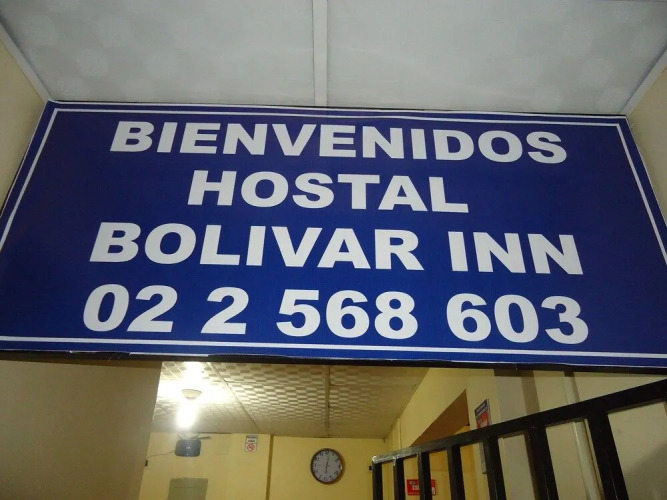 BIENVENIDOS
HOSTAL
BOLIVAR INN
02 2 568 603